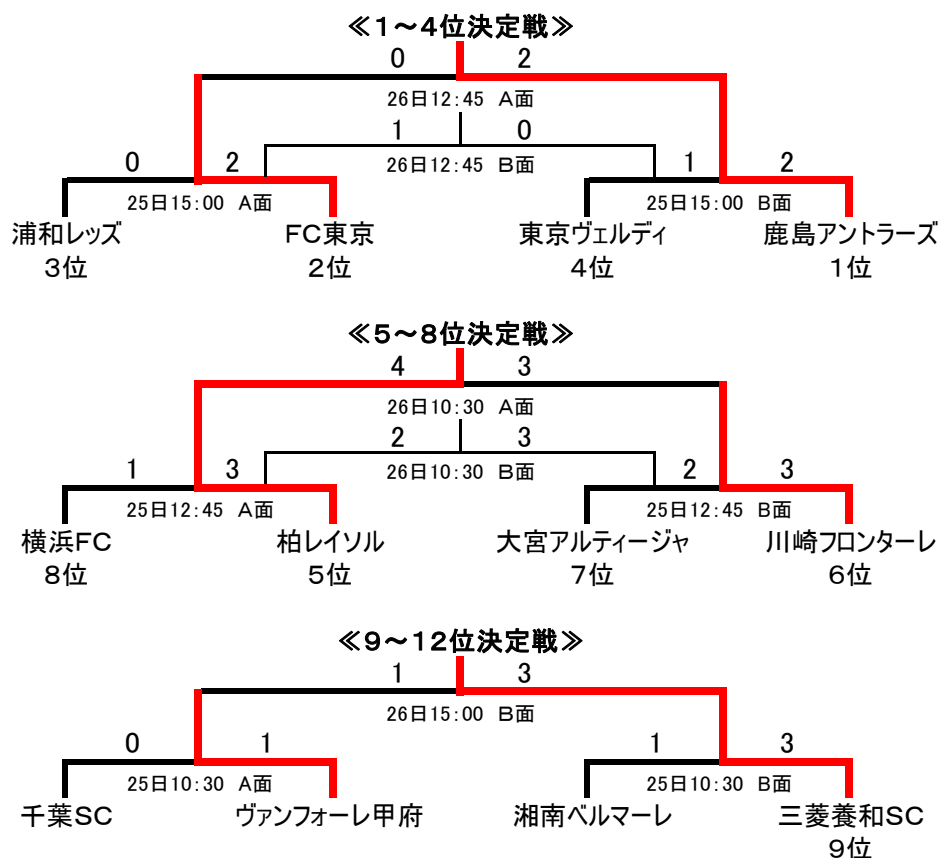 ≪1～4位決定戦≫
0 2
26日12:45 A面
1 0
26日12:45 B面
0 2 1 2
25日15:00 A面 25日15:00 B面
浦和レッズ FC東京 東京ヴェルディ 鹿島アントラーズ
3位 2位 4位 1位
≪5～8位決定戦≫
4 3
26日10:30 A面
2 3
26日10:30 B面
1 3 2 3
25日12:45 A面 25日12:45 B面
横浜FC 柏レイソル 大宮アルティージャ 川崎フロンターレ
8位 5位 7位 6位
≪9～12位決定戦≫
1 3
26日15:00 B面
0 1 1 3
25日10:30 A面 25日10:30 B面
千葉SC ヴァンフォーレ甲府 湘南ベルマーレ 三菱養和SC
9位